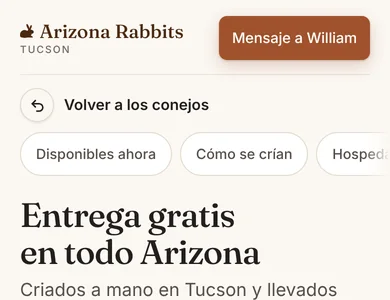 Arizona Rabbits
TUCSON
Mensaje a William
Volver a los conejos
Disponibles ahora
Cómo se crían
Entrega gratis
en todo Arizona
Criados a mano en Tucson y llevados